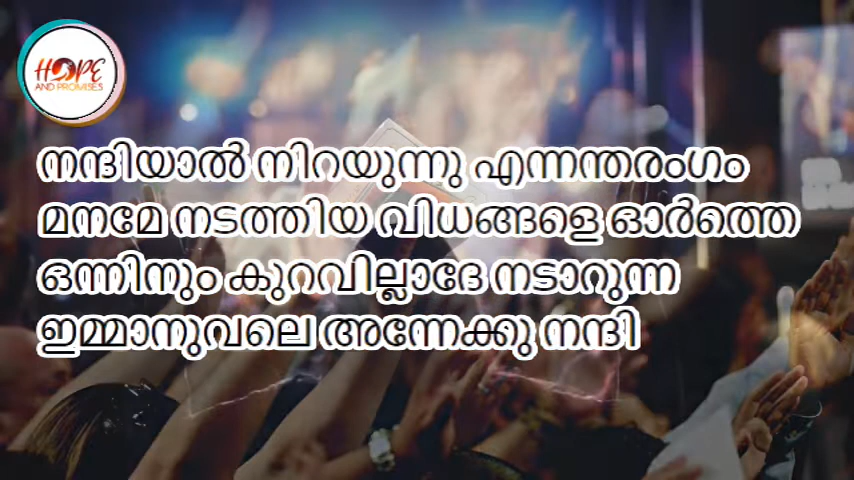 HOPE
AND PROMISES
നന്ദിയാൽ നിറയുന്നു എന്നന്തരംഗം
മനമേ നടത്തിയ വിധങ്ങളെ ഓർത്തെ
ഒന്നിനും കുറവില്ലാദേ നടാറുന്ന
ഇമ്മാനുവലെ അന്നേക്കു നന്ദി